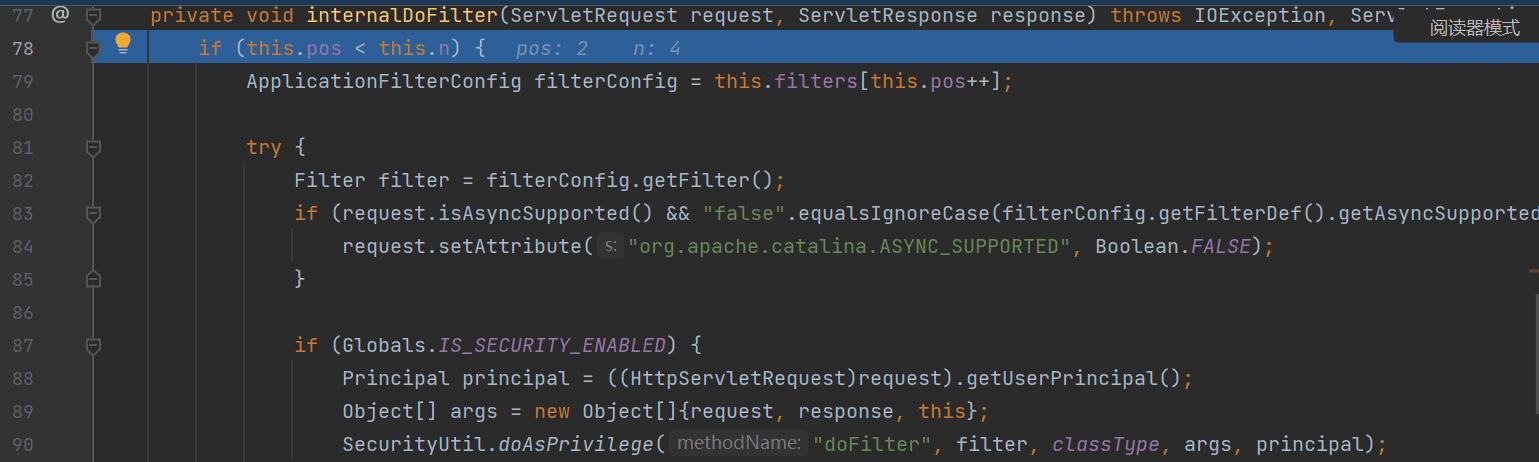 77 @ private void internalDoFilter(ServletRequest request, ServletResponse response) throws IOException,
阅读器模式
78 if (this.pos < this.n) { pos: 2 n: 4
79 ApplicationFilterConfig filterConfig = this.filters[this.pos++];
80
81 try {
82 Filter filter = filterConfig.getFilter();
83 if (request.isAsyncSupported() && "false".equalsIgnoreCase(filterConfig.getFilterDef().getAsyncSupported
84 request.setAttribute( s: "org.apache.catalina.ASYNC_SUPPORTED", Boolean.FALSE);
85 }
86
87 if (Globals.IS_SECURITY_ENABLED) {
88 Principal principal = ((HttpServletRequest)request).getUserPrincipal();
89 Object[] args = new Object[]{request, response, this};
90 SecurityUtil.doAsPrivilege( methodName: "doFilter", filter, classType, args, principal);